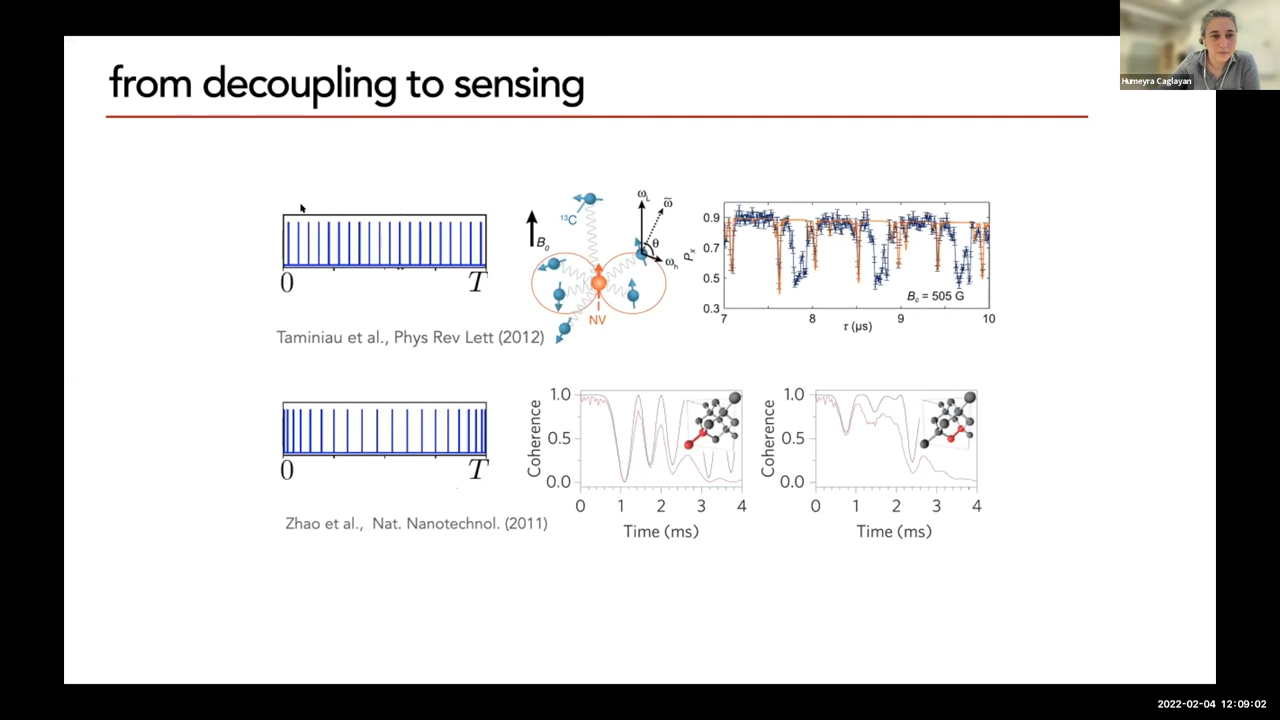 Humeyra Caglayan
from decoupling to sensing
0 T
Taminiau et al., Phys Rev Lett (2012)
13C
B0
NV
ωL
ω̃
θ
ωh
Px
0.9
0.7
0.5
0.3
B0 = 505 G
7 8 9 10
τ (μs)
0 T
Zhao et al., Nat. Nanotechnol. (2011)
Coherence
1.0
0.5
0.0
0 1 2 3 4
Time (ms)
Coherence
1.0
0.5
0.0
0 1 2 3 4
Time (ms)
2022-02-04 12:09:02